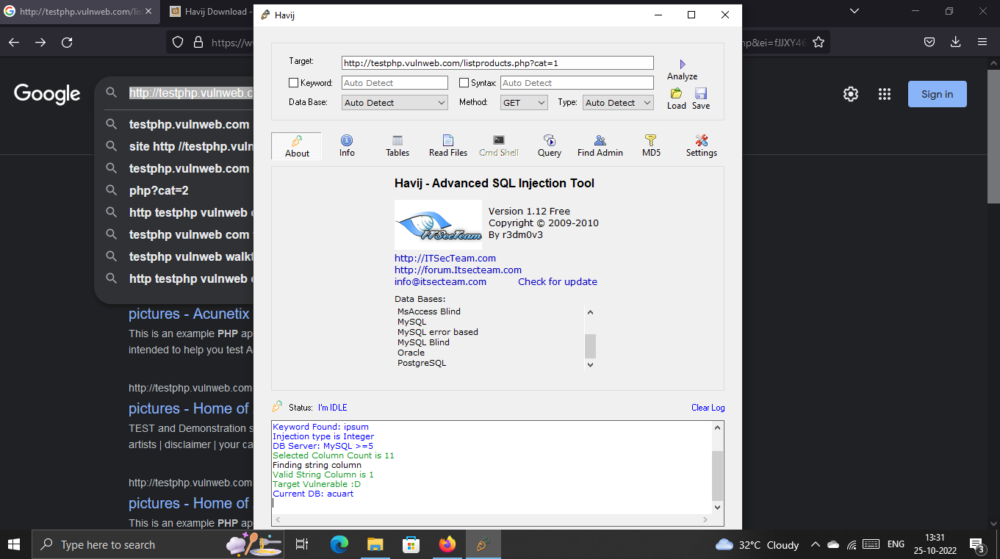 http://testphp.vulnweb.com/lis
Havij Download -
https://w
np&ei=fJJXY46
Google
http://testphp.vulnweb.c
testphp.vulnweb.com
site http //testphp.vuln
testphp.vulnweb.com
php?cat=2
http testphp vulnweb
testphp vulnweb com
testphp vulnweb walkt
http testphp vulnweb
Sign in
pictures - Acunetix
This is an example PHP ap
intended to help you test A
http://testphp.vulnweb.com
pictures - Home of
TEST and Demonstration s
artists | disclaimer | your ca
http://testphp.vulnweb.com
pictures - Home of
This is an example PHP ap
Havij
Target: http://testphp.vulnweb.com/listproducts.php?cat=1
Analyze
Keyword: Auto Detect Syntax: Auto Detect
Data Base: Auto Detect Method: GET Type: Auto Detect
Load Save
About Info Tables Read Files Cmd Shell Query Find Admin MD5 Settings
Havij - Advanced SQL Injection Tool
ITSecTeam
Version 1.12 Free
Copyright © 2009-2010
By r3dm0v3
http://ITSecTeam.com
http://forum.Itsecteam.com
info@itsecteam.com Check for update
Data Bases:
MsAccess Blind
MySQL
MySQL error based
MySQL Blind
Oracle
PostgreSQL
Status: I'm IDLE Clear Log
Keyword Found: ipsum
Injection type is Integer
DB Server: MySQL >=5
Selected Column Count is 11
Finding string column
Valid String Column is 1
Target Vulnerable :D
Current DB: acuart
Type here to search
32°C Cloudy
ENG
13:31
25-10-2022
3